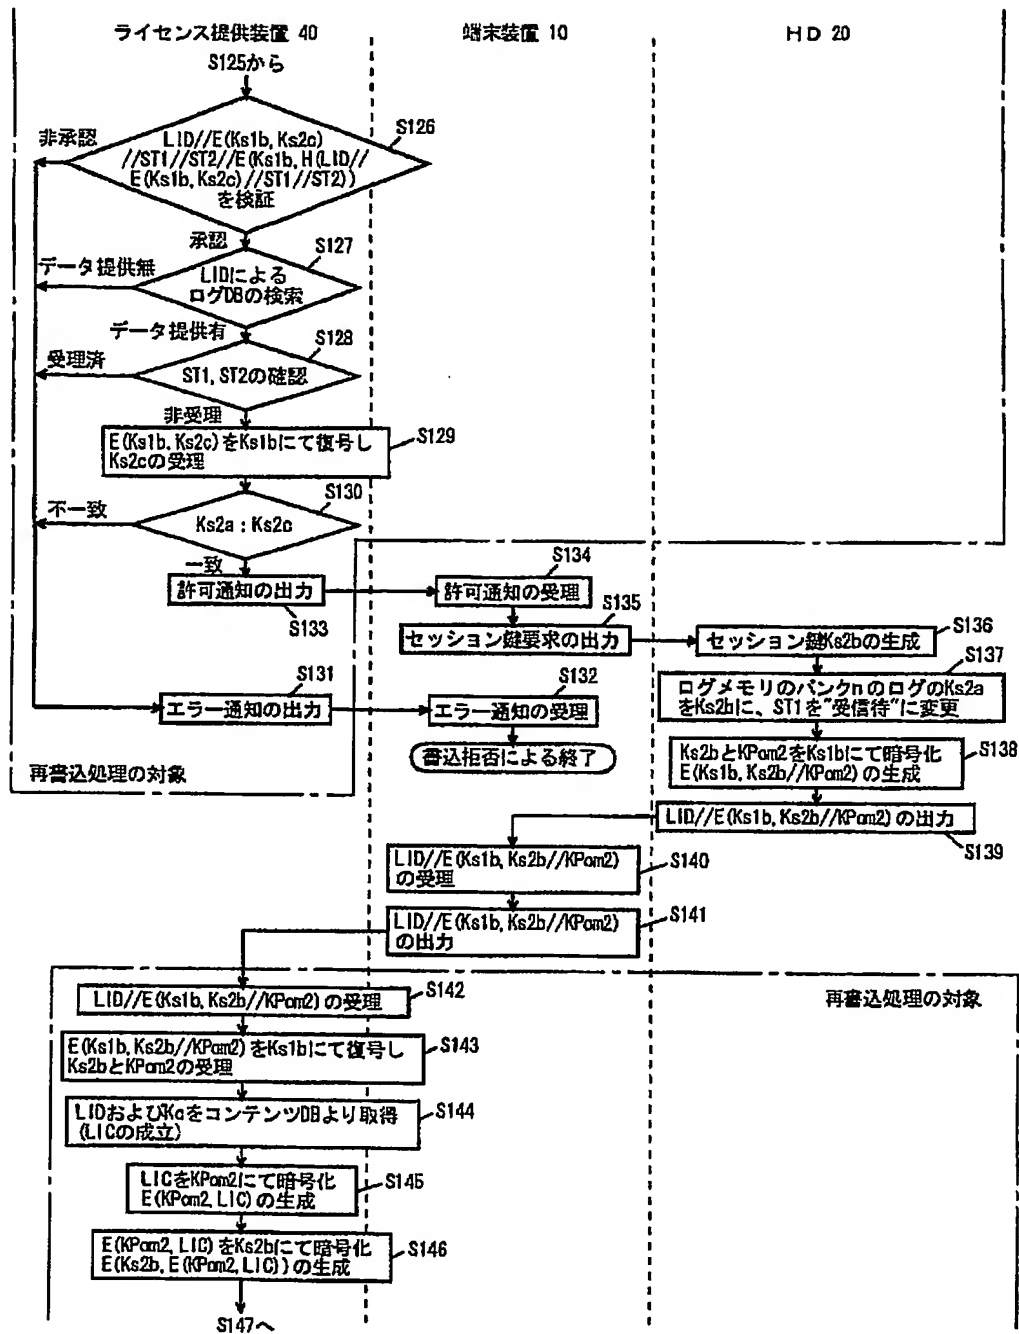 ライセンス提供装置 40
端末装置 10
HD 20
S125から
非承認
LID//E(Ks1b, Ks2c)
//ST1//ST2//E(Ks1b, H(LID//
E(Ks1b, Ks2c)//ST1//ST2))
を検証
S126
承認
データ提供無
LIDによる
ログDBの検索
S127
データ提供有
受理済
ST1, ST2の確認
S128
非受理
E(Ks1b, Ks2c)をKs1bにて復号し
Ks2cの受理
S129
不一致
Ks2a : Ks2c
S130
一致
許可通知の出力
S133
許可通知の受理
S134
セッション鍵要求の出力
S135
セッション鍵Ks2bの生成
S136
ログメモリのバンクnのログのKs2a
をKs2bに、ST1を"受信待"に変更
S137
エラー通知の出力
S131
エラー通知の受理
S132
書込拒否による終了
再書込処理の対象
Ks2bとKPom2をKs1bにて暗号化
E(Ks1b, Ks2b//KPom2)の生成
S138
LID//E(Ks1b, Ks2b//KPom2)の出力
S139
LID//E(Ks1b, Ks2b//KPom2)
の受理
S140
LID//E(Ks1b, Ks2b//KPom2)
の出力
S141
LID//E(Ks1b, Ks2b//KPom2)の受理
S142
再書込処理の対象
E(Ks1b, Ks2b//KPom2)をKs1bにて復号し
Ks2bとKPom2の受理
S143
LIDおよびKcをコンテンツDBより取得
(LICの成立)
S144
LICをKPom2にて暗号化
E(KPom2, LIC)の生成
S145
E(KPom2, LIC)をKs2bにて暗号化
E(Ks2b, E(KPom2, LIC))の生成
S146
S147へ